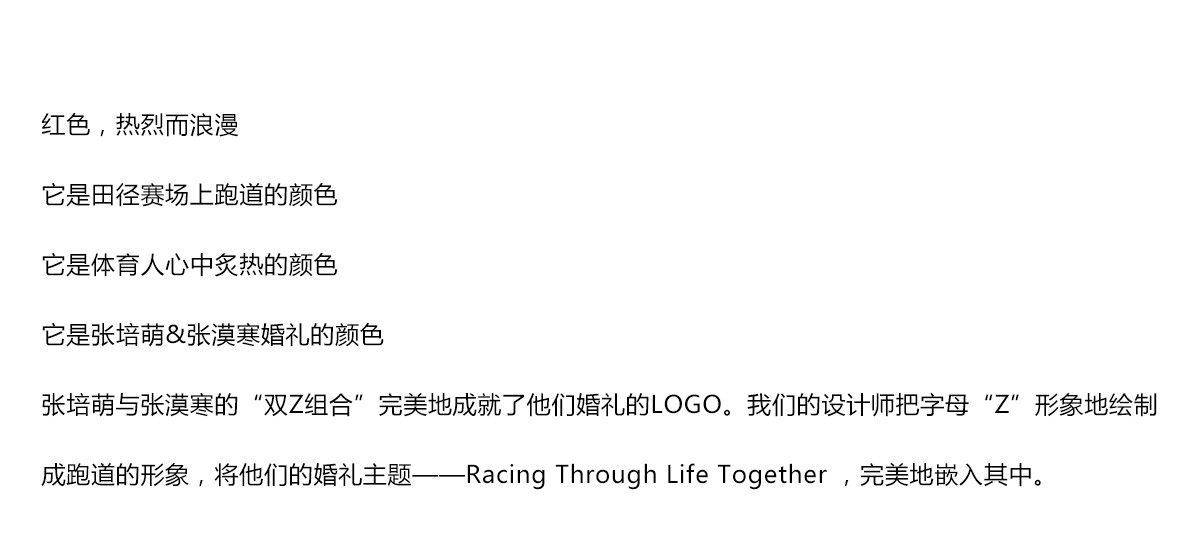 红色，热烈而浪漫
它是田径赛场上跑道的颜色
它是体育人心中炙热的颜色
它是张培萌&张漠寒婚礼的颜色
张培萌与张漠寒的“双Z组合”完美地成就了他们婚礼的LOGO。我们的设计师把字母“Z”形象地绘制
成跑道的形象，将他们的婚礼主题——Racing Through Life Together ，完美地嵌入其中。